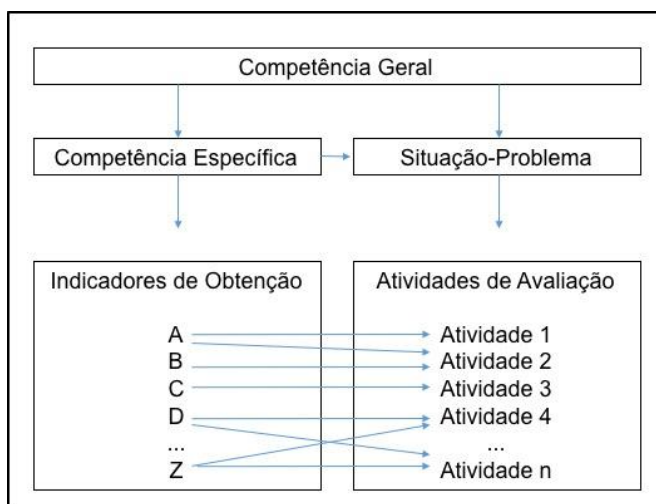 Competência Geral
Competência Específica
Situação-Problema
Indicadores de Obtenção
A
B
C
D
...
Z
Atividades de Avaliação
Atividade 1
Atividade 2
Atividade 3
Atividade 4
...
Atividade n